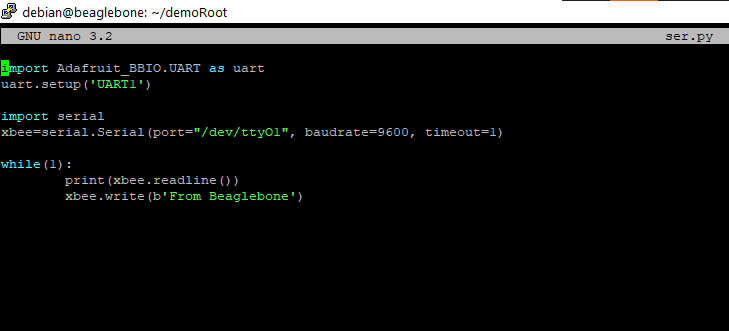 debian@beaglebone: ~/demoRoot
GNU nano 3.2 ser.py
import Adafruit_BBIO.UART as uart
uart.setup('UART1')
import serial
xbee=serial.Serial(port="/dev/ttyO1", baudrate=9600, timeout=1)
while(1):
        print(xbee.readline())
        xbee.write(b'From Beaglebone')